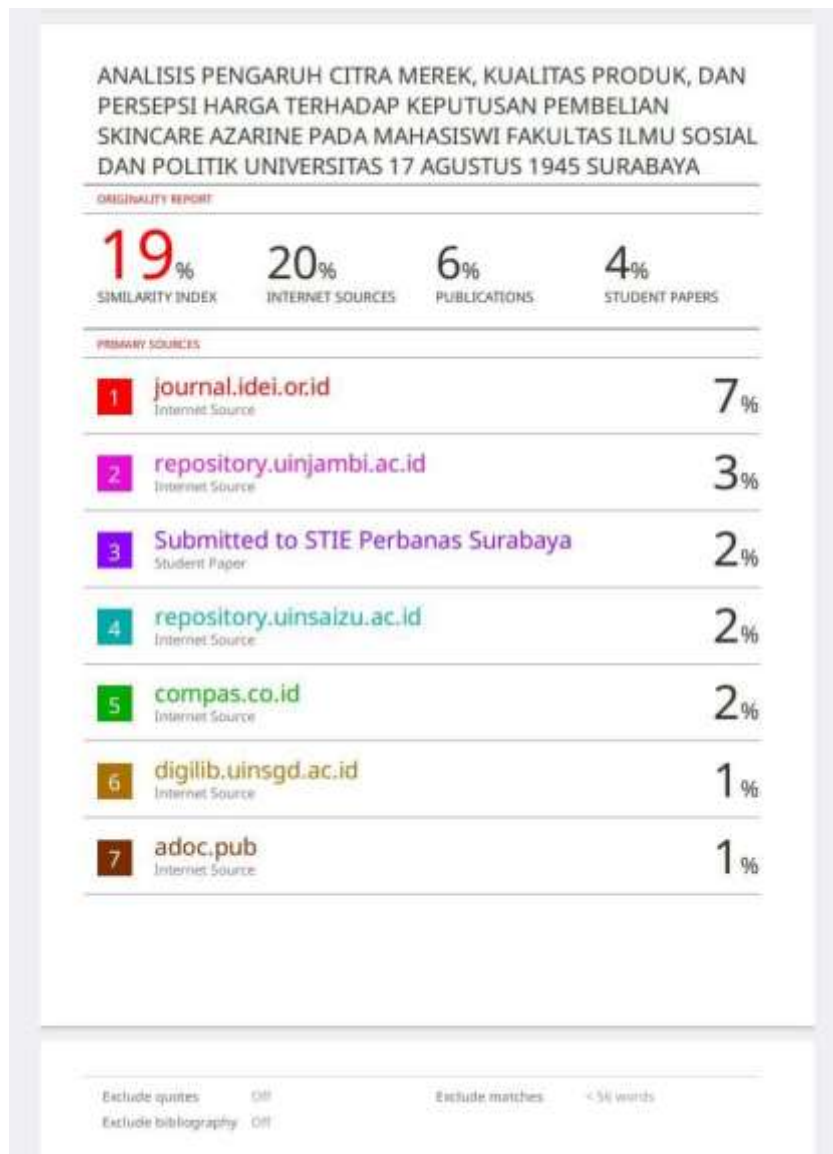 ANALISIS PENGARUH CITRA MEREK, KUALITAS PRODUK, DAN
PERSEPSI HARGA TERHADAP KEPUTUSAN PEMBELIAN
SKINCARE AZARINE PADA MAHASISWI FAKULTAS ILMU SOSIAL
DAN POLITIK UNIVERSITAS 17 AGUSTUS 1945 SURABAYA
ORIGINALITY REPORT
19% 20% 6% 4%
SIMILARITY INDEX INTERNET SOURCES PUBLICATIONS STUDENT PAPERS
PRIMARY SOURCES
1 journal.idei.or.id 7%
Internet Source
2 repository.uinjambi.ac.id 3%
Internet Source
3 Submitted to STIE Perbanas Surabaya 2%
Student Paper
4 repository.uinsaizu.ac.id 2%
Internet Source
5 compas.co.id 2%
Internet Source
6 digilib.uinsgd.ac.id 1%
Internet Source
7 adoc.pub 1%
Internet Source
Exclude quotes Off Exclude matches < 56 words
Exclude bibliography Off